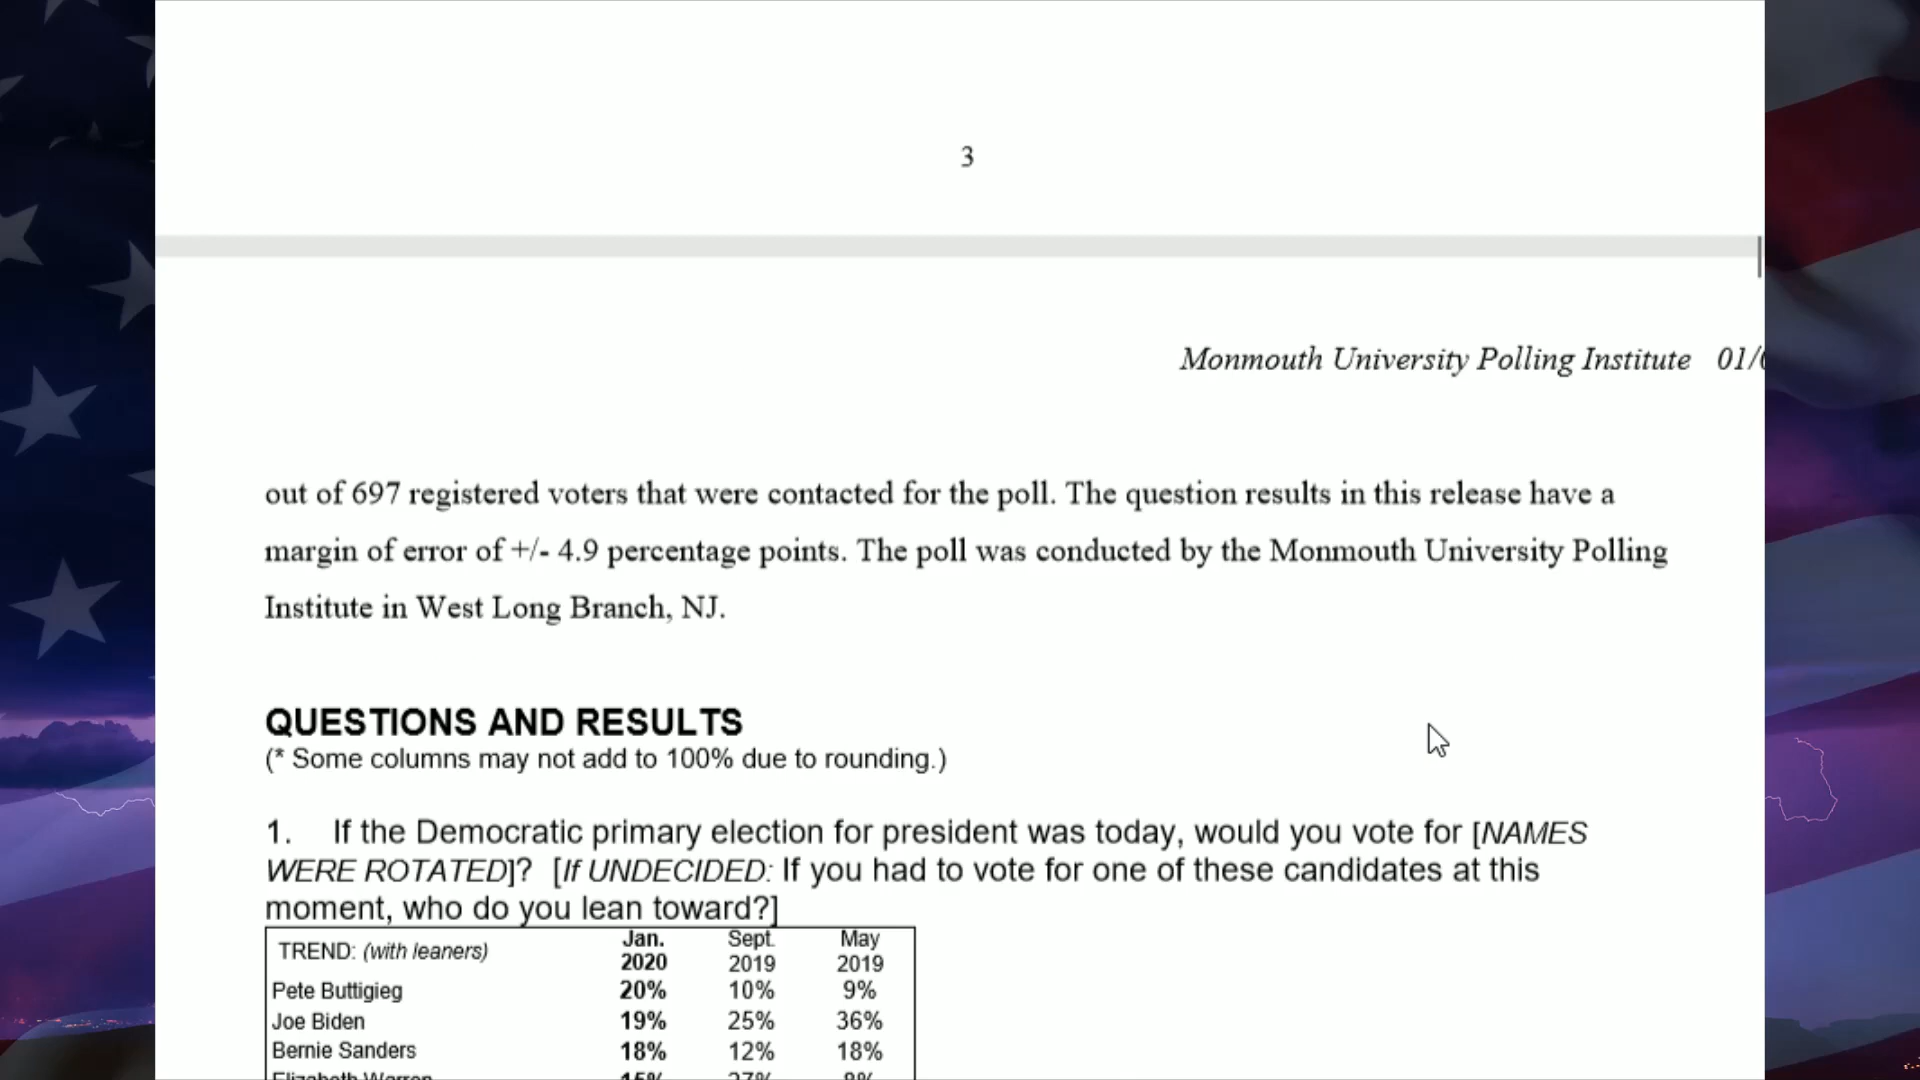 3
Monmouth University Polling Institute 01/
out of 697 registered voters that were contacted for the poll. The question results in this release have a
margin of error of +/- 4.9 percentage points. The poll was conducted by the Monmouth University Polling
Institute in West Long Branch, NJ.
QUESTIONS AND RESULTS
(* Some columns may not add to 100% due to rounding.)
1. If the Democratic primary election for president was today, would you vote for [NAMES
WERE ROTATED]? [If UNDECIDED: If you had to vote for one of these candidates at this
moment, who do you lean toward?]
TREND: (with leaners) Jan. 2020 Sept. 2019 May 2019
Pete Buttigieg 20% 10% 9%
Joe Biden 19% 25% 36%
Bernie Sanders 18% 12% 18%
Elizabeth Warren 15% 27%